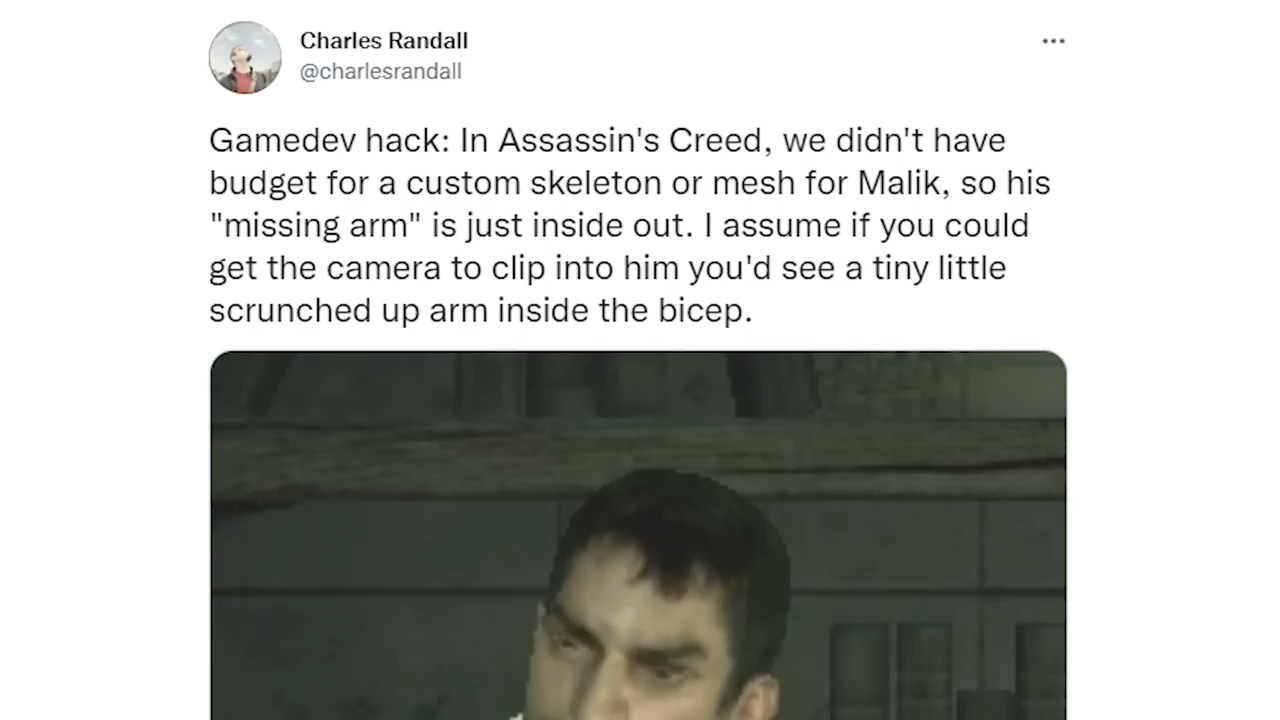 Charles Randall
@charlesrandall
Gamedev hack: In Assassin's Creed, we didn't have
budget for a custom skeleton or mesh for Malik, so his
"missing arm" is just inside out. I assume if you could
get the camera to clip into him you'd see a tiny little
scrunched up arm inside the bicep.